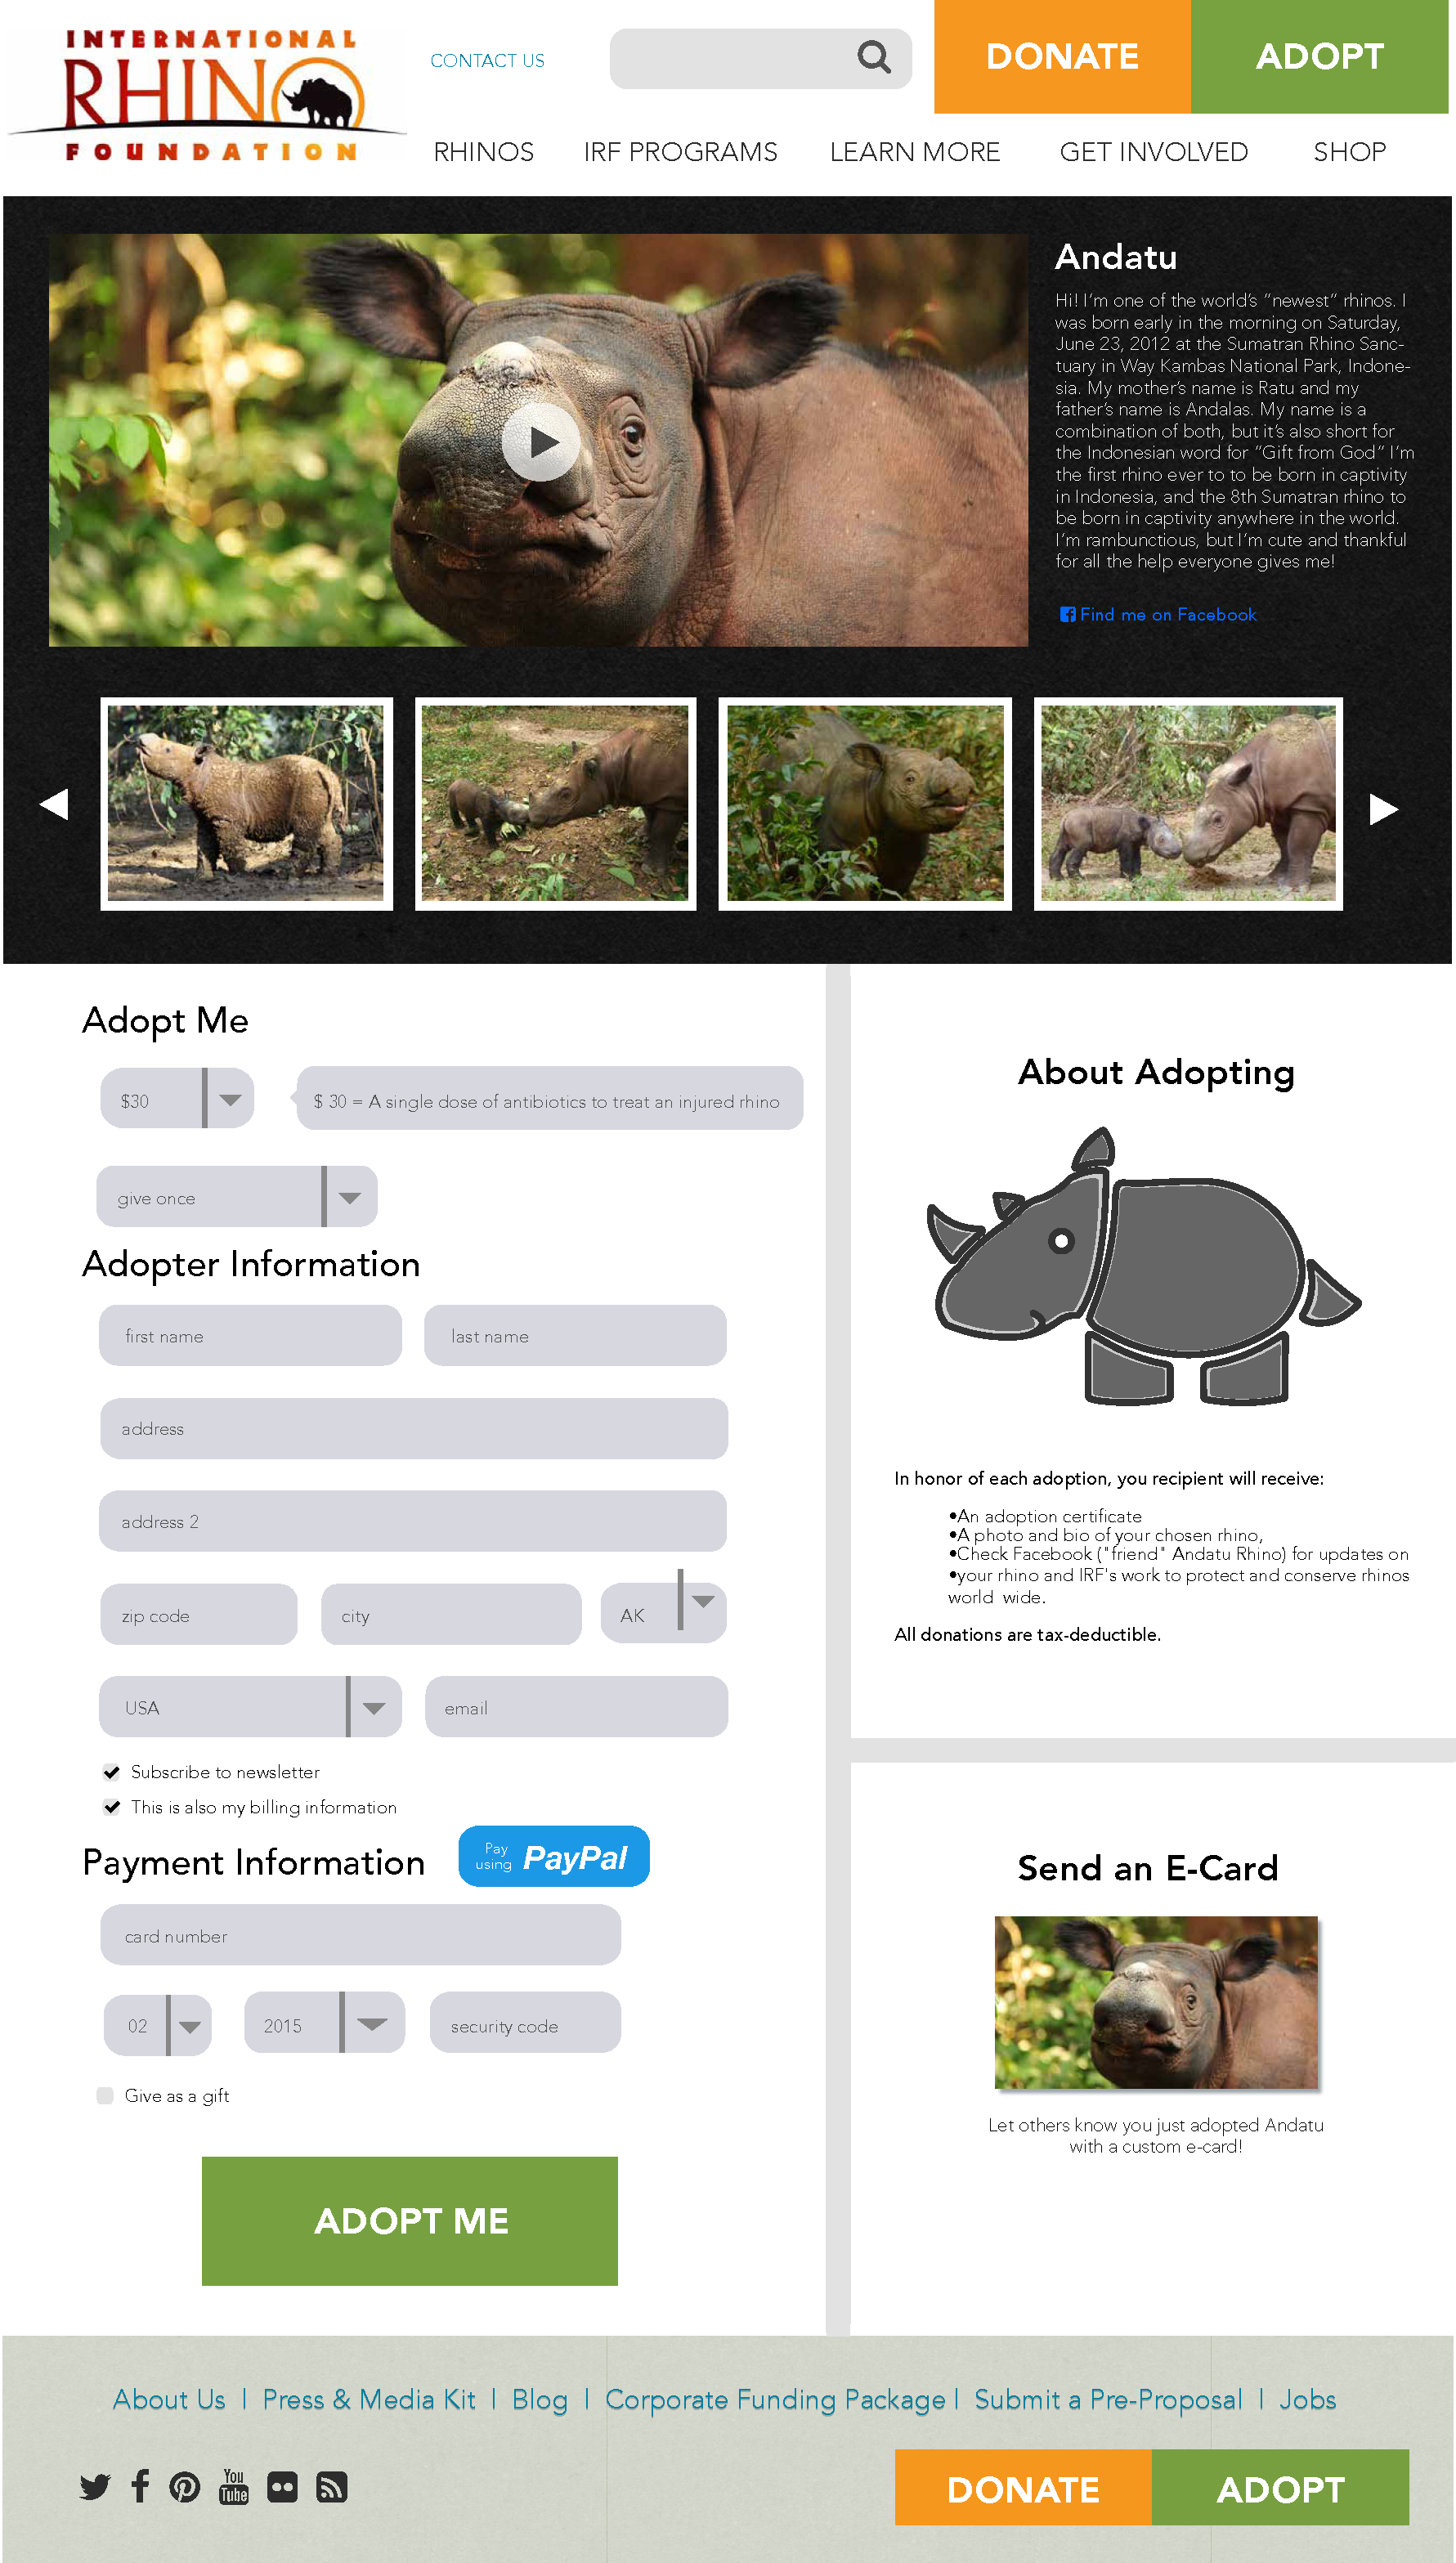 INTERNATIONAL
RHINO
FOUNDATION
CONTACT US
DONATE
ADOPT
RHINOS
IRF PROGRAMS
LEARN MORE
GET INVOLVED
SHOP
Andatu
Hi! I'm one of the world's "newest" rhinos. I
was born early in the morning on Saturday,
June 23, 2012 at the Sumatran Rhino Sanc-
tuary in Way Kambas National Park, Indone-
sia. My mother's name is Ratu and my
father's name is Andalas. My name is a
combination of both, but it's also short for
the Indonesian word for "Gift from God" I'm
the first rhino ever to to be born in captivity
in Indonesia, and the 8th Sumatran rhino to
be born in captivity anywhere in the world.
I'm rambunctious, but I'm cute and thankful
for all the help everyone gives me!
Find me on Facebook
Adopt Me
$30
$ 30 = A single dose of antibiotics to treat an injured rhino
give once
Adopter Information
first name
last name
address
address 2
zip code
city
AK
USA
email
Subscribe to newsletter
This is also my billing information
Payment Information
Pay
using PayPal
card number
02
2015
security code
Give as a gift
ADOPT ME
About Adopting
In honor of each adoption, you recipient will receive:
•An adoption certificate
•A photo and bio of your chosen rhino,
•Check Facebook ("friend" Andatu Rhino) for updates on
•your rhino and IRF's work to protect and conserve rhinos
world wide.
All donations are tax-deductible.
Send an E-Card
Let others know you just adopted Andatu
with a custom e-card!
About Us | Press & Media Kit | Blog | Corporate Funding Package | Submit a Pre-Proposal | Jobs
You
Tube
DONATE
ADOPT